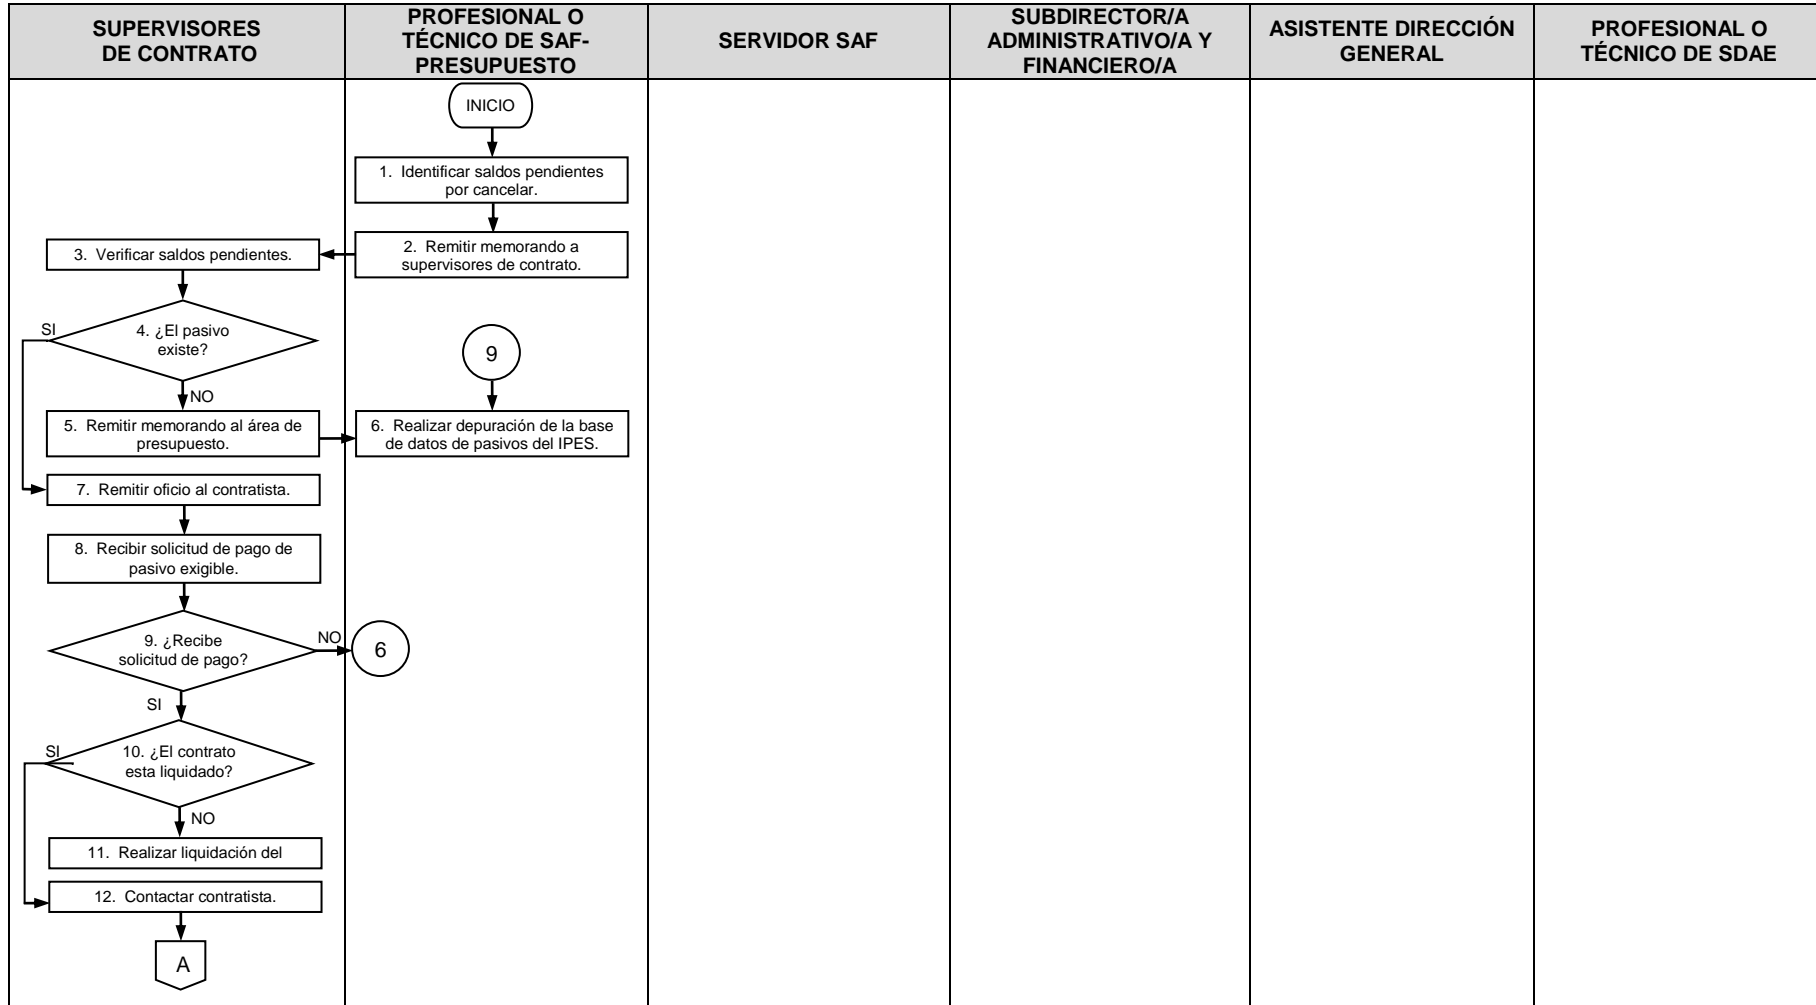 SUPERVISORES
DE CONTRATO
PROFESIONAL O
TÉCNICO DE SAF-
PRESUPUESTO
SERVIDOR SAF
SUBDIRECTOR/A
ADMINISTRATIVO/A Y
FINANCIERO/A
ASISTENTE DIRECCIÓN
GENERAL
PROFESIONAL O
TÉCNICO DE SDAE
INICIO
1. Identificar saldos pendientes
por cancelar.
2. Remitir memorando a
supervisores de contrato.
3. Verificar saldos pendientes.
4. ¿El pasivo
existe?
SI
NO
9
5. Remitir memorando al área de
presupuesto.
6. Realizar depuración de la base
de datos de pasivos del IPES.
7. Remitir oficio al contratista.
8. Recibir solicitud de pago de
pasivo exigible.
9. ¿Recibe
solicitud de pago?
NO
6
SI
10. ¿El contrato
esta liquidado?
SI
NO
11. Realizar liquidación del
12. Contactar contratista.
A